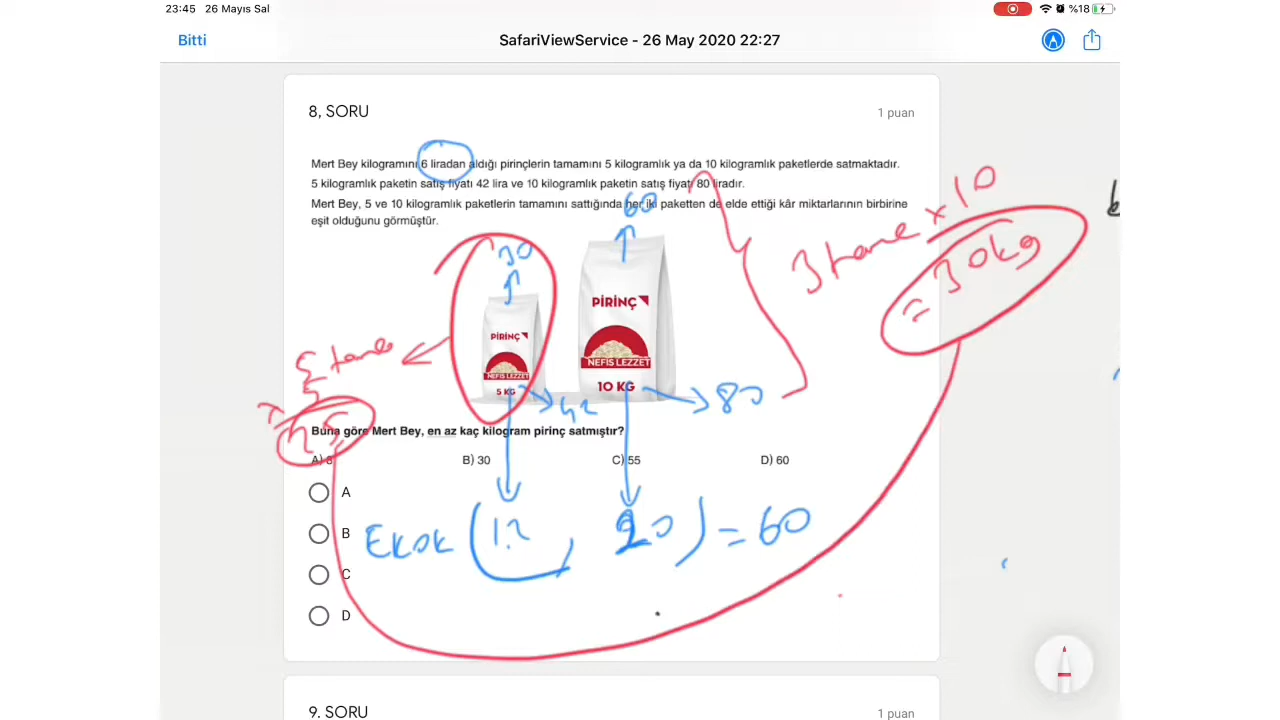 23:45 26 Mayıs Sal
%18
Bitti
SafariViewService - 26 May 2020 22:27
8, SORU
1 puan
Mert Bey kilogramını 6 liradan aldığı pirinçlerin tamamını 5 kilogramlık ya da 10 kilogramlık paketlerde satmaktadır.
5 kilogramlık paketin satış fiyatı 42 lira ve 10 kilogramlık paketin satış fiyatı 80 liradır.
Mert Bey, 5 ve 10 kilogramlık paketlerin tamamını sattığında her iki paketten de elde ettiği kâr miktarlarının birbirine
eşit olduğunu görmüştür.
30
60
3 tane x 10
= 30kg
PİRİNÇ
NEFİS LEZZET
5 KG
PİRİNÇ
NEFİS LEZZET
10 KG
5 tane
42
80
Buna göre Mert Bey, en az kaç kilogram pirinç satmıştır?
B) 30
C) 55
D) 60
A
B
C
D
Ekok (12, 20) = 60
9. SORU
1 puan